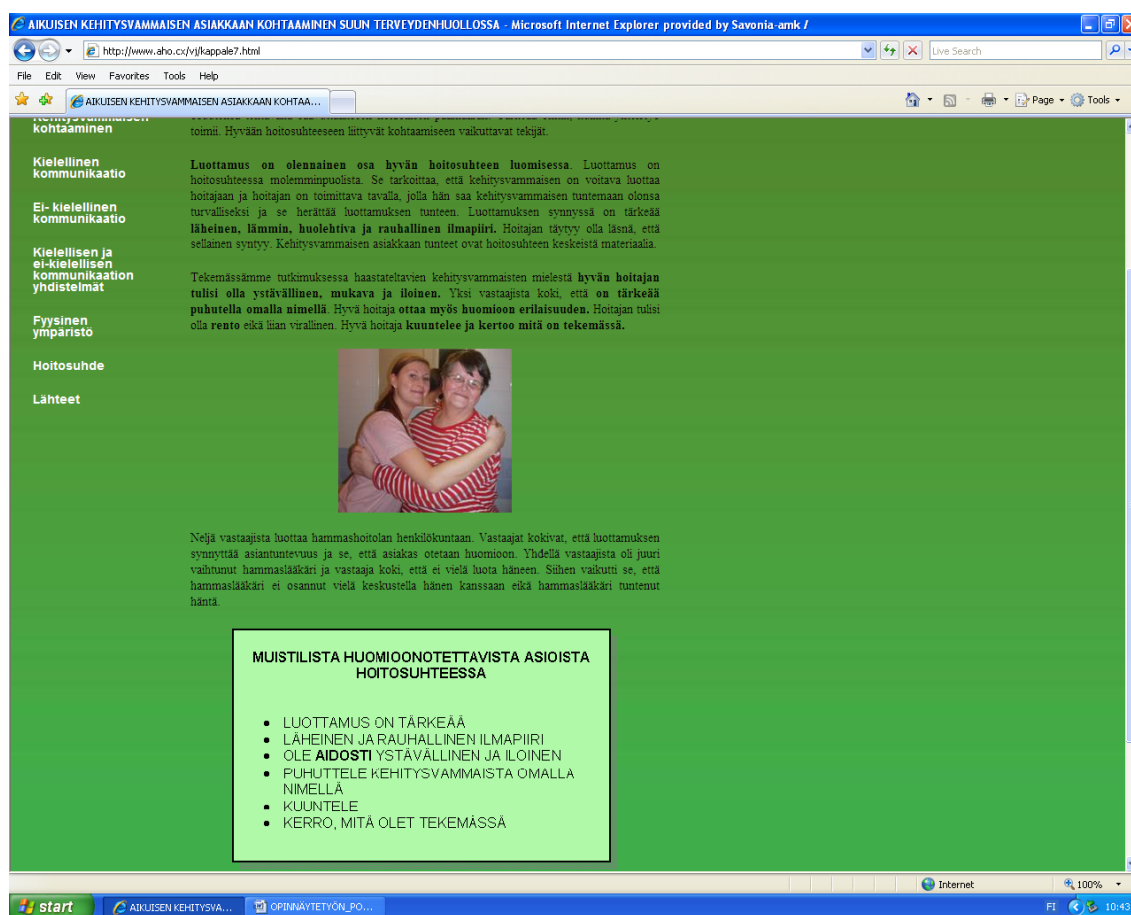 AIKUISEN KEHITYSVAMMAISEN ASIAKKAAN KOHTAAMINEN SUUN TERVEYDENHUOLLOSSA - Microsoft Internet Explorer provided by Savonia-amk /
http://www.aho.cx/vj/kappale7.html
Live Search
File Edit View Favorites Tools Help
AIKUISEN KEHITYSVAMMAISEN ASIAKKAAN KOHTAA...
Page Tools
Kehitysvammaisen
kohtaaminen
Kielellinen
kommunikaatio
Ei- kielellinen
kommunikaatio
Kielellisen ja
ei-kielellisen
kommunikaation
yhdistelmät
Fyysinen
ympäristö
Hoitosuhde
Lähteet
toimii. Hyvään hoitosuhteeseen liittyvät kohtaamiseen vaikuttavat tekijät.
Luottamus on olennainen osa hyvän hoitosuhteen luomisessa. Luottamus on
hoitosuhteessa molemminpuolista. Se tarkoittaa, että kehitysvammaisen on voitava luottaa
hoitajaan ja hoitajan on toimittava tavalla, jolla hän saa kehitysvammaisen tuntemaan olonsa
turvalliseksi ja se herättää luottamuksen tunteen. Luottamuksen synnyssä on tärkeää
läheinen, lämmin, huolehtiva ja rauhallinen ilmapiiri. Hoitajan täytyy olla läsnä, että
sellainen syntyy. Kehitysvammaisen asiakkaan tunteet ovat hoitosuhteen keskeistä materiaalia.
Tekemässämme tutkimuksessa haastateltavien kehitysvammaisten mielestä hyvän hoitajan
tulisi olla ystävällinen, mukava ja iloinen. Yksi vastaajista koki, että on tärkeää
puhutella omalla nimellä. Hyvä hoitaja ottaa myös huomioon erilaisuuden. Hoitajan tulisi
olla rento eikä liian virallinen. Hyvä hoitaja kuuntelee ja kertoo mitä on tekemässä.
Neljä vastaajista luottaa hammashoitolan henkilökuntaan. Vastaajat kokivat, että luottamuksen
synnyttää asiantuntevuus ja se, että asiakas otetaan huomioon. Yhdellä vastaajista oli juuri
vaihtunut hammaslääkäri ja vastaaja koki, että ei vielä luota häneen. Siihen vaikutti se, että
hammaslääkäri ei osannut vielä keskustella hänen kanssaan eikä hammaslääkäri tuntenut
häntä.
MUISTILISTA HUOMIOONOTETTAVISTA ASIOISTA
HOITOSUHTEESSA
• LUOTTAMUS ON TÄRKEÄÄ
• LÄHEINEN JA RAUHALLINEN ILMAPIIRI
• OLE AIDOSTI YSTÄVÄLLINEN JA ILOINEN
• PUHUTTELE KEHITYSVAMMAISTA OMALLA
NIMELLÄ
• KUUNTELE
• KERRO, MITÄ OLET TEKEMÄSSÄ
Internet 100%
start AIKUISEN KEHITYSVA... OPINNÄYTETYÖN_PO... FI 10:43